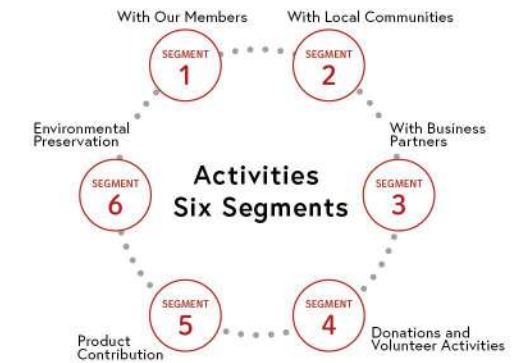 With Our Members
SEGMENT
1
With Local Communities
SEGMENT
2
With Business
Partners
SEGMENT
3
Donations and
Volunteer Activities
SEGMENT
4
Product
Contribution
SEGMENT
5
Environmental
Preservation
SEGMENT
6
Activities
Six Segments